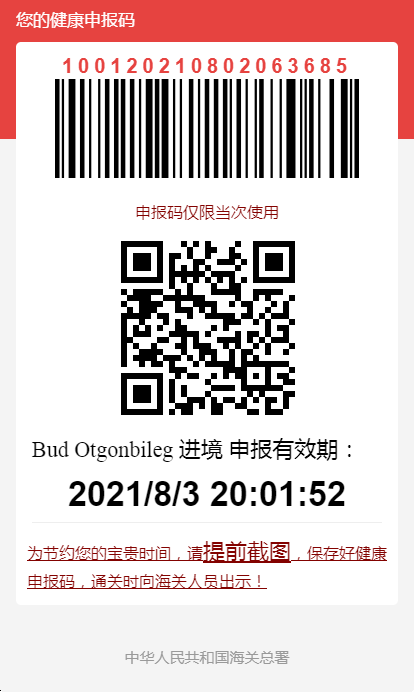 您的健康申报码
100120210802063685
申报码仅限当次使用
Bud Otgonbileg 进境 申报有效期：
2021/8/3 20:01:52
为节约您的宝贵时间，请提前截图，保存好健康
申报码，通关时向海关人员出示！
中华人民共和国海关总署